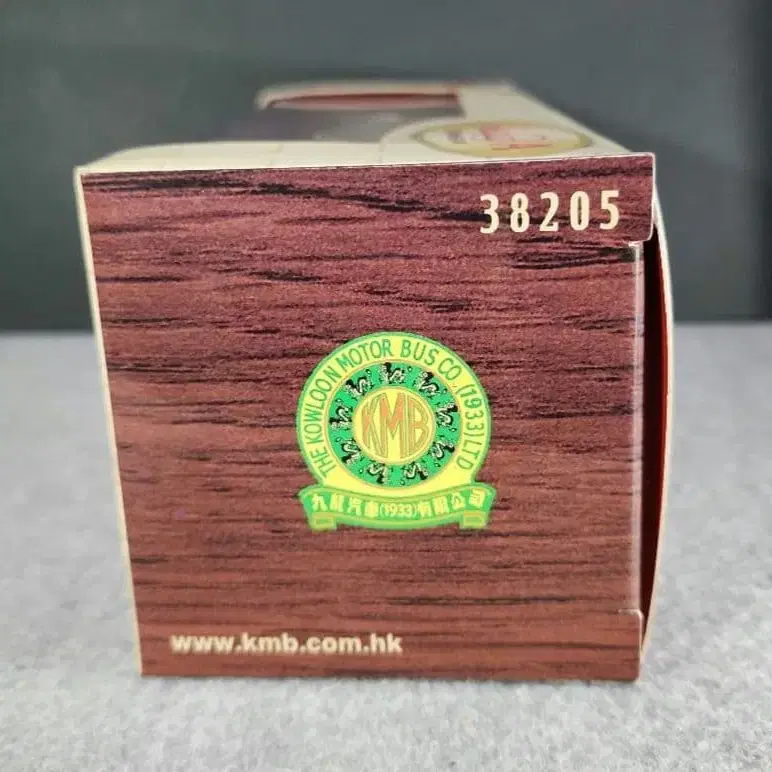 KMB
38205
THE KOWLOON MOTOR BUS CO. (1933) LTD
KMB
九龍汽車(1933)有限公司
www.kmb.com.hk